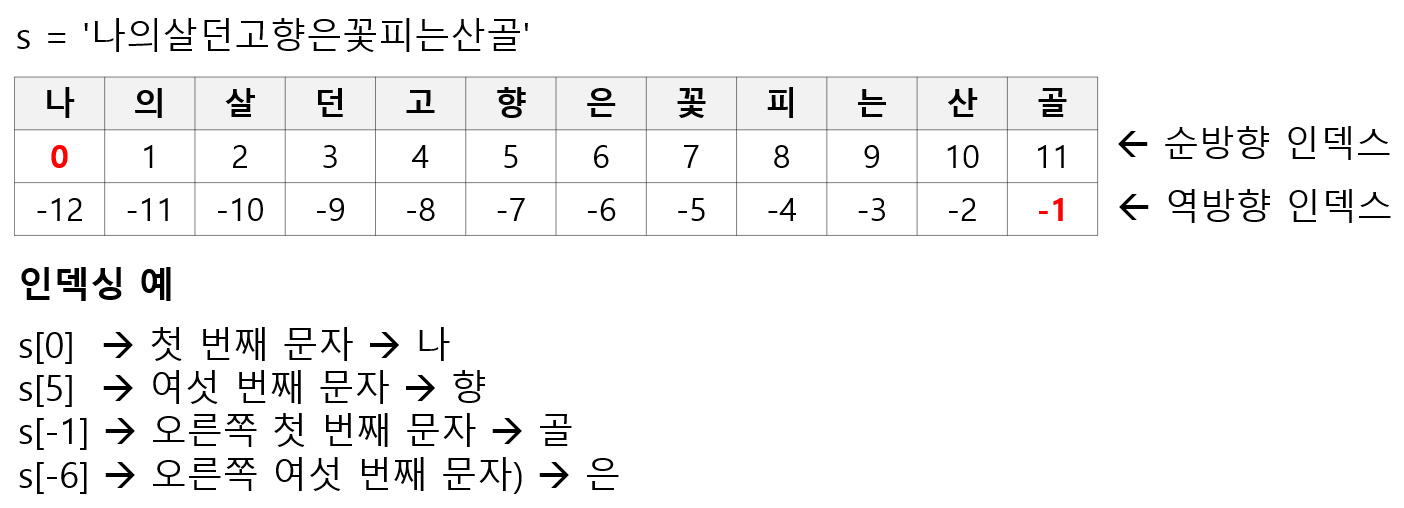 s = '나의살던고향은꽃피는산골'
나 의 살 던 고 향 은 꽃 피 는 산 골
0 1 2 3 4 5 6 7 8 9 10 11 ← 순방향 인덱스
-12 -11 -10 -9 -8 -7 -6 -5 -4 -3 -2 -1 ← 역방향 인덱스
인덱싱 예
s[0] → 첫 번째 문자 → 나
s[5] → 여섯 번째 문자 → 향
s[-1] → 오른쪽 첫 번째 문자 → 골
s[-6] → 오른쪽 여섯 번째 문자) → 은